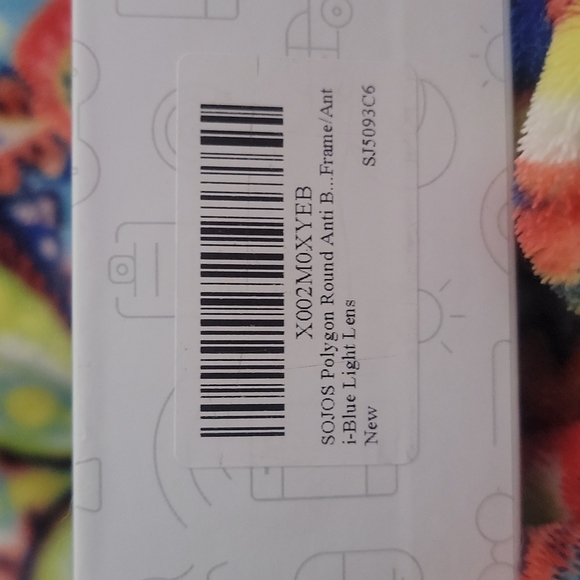 X002M0XYEB
SOJOS Polygon Round Anti B...Frame/Ant
i-Blue Light Lens
New
SJ5093C6